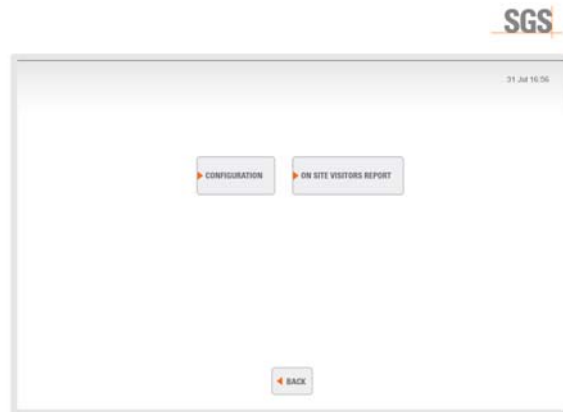 SGS
31 Jul 16:56
CONFIGURATION
ON SITE VISITORS REPORT
BACK